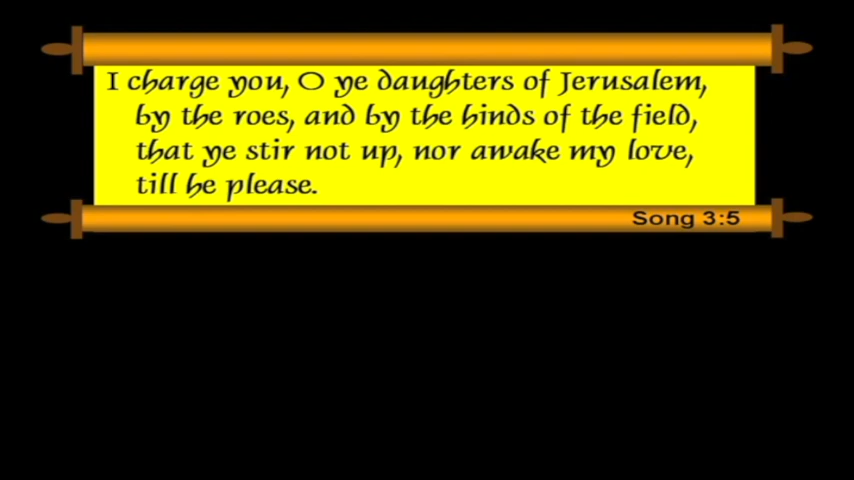 I charge you, O ye daughters of Jerusalem,
by the roes, and by the hinds of the field,
that ye stir not up, nor awake my love,
till he please.
Song 3:5